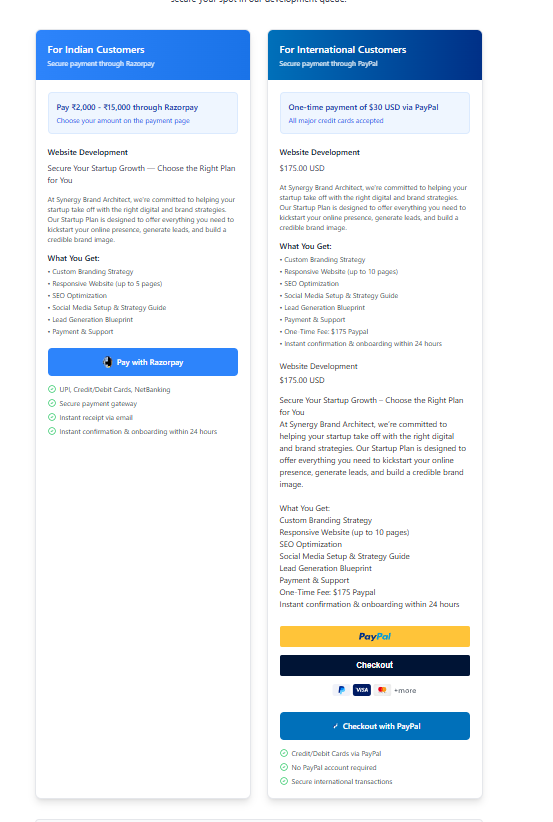 secure your spot in our development queue.
For Indian Customers
Secure payment through Razorpay
Pay ₹2,000 - ₹15,000 through Razorpay
Choose your amount on the payment page
Website Development
Secure Your Startup Growth — Choose the Right Plan
for You
At Synergy Brand Architect, we're committed to helping your
startup take off with the right digital and brand strategies.
Our Startup Plan is designed to offer everything you need to
kickstart your online presence, generate leads, and build a
credible brand image.
What You Get:
• Custom Branding Strategy
• Responsive Website (up to 5 pages)
• SEO Optimization
• Social Media Setup & Strategy Guide
• Lead Generation Blueprint
• Payment & Support
Pay with Razorpay
UPI, Credit/Debit Cards, NetBanking
Secure payment gateway
Instant receipt via email
Instant confirmation & onboarding within 24 hours
For International Customers
Secure payment through PayPal
One-time payment of $30 USD via PayPal
All major credit cards accepted
Website Development
$175.00 USD
At Synergy Brand Architect, we're committed to helping your
startup take off with the right digital and brand strategies.
Our Startup Plan is designed to offer everything you need to
kickstart your online presence, generate leads, and build a
credible brand image.
What You Get:
• Custom Branding Strategy
• Responsive Website (up to 10 pages)
• SEO Optimization
• Social Media Setup & Strategy Guide
• Lead Generation Blueprint
• Payment & Support
• One-Time Fee: $175 Paypal
• Instant confirmation & onboarding within 24 hours
Website Development
$175.00 USD
Secure Your Startup Growth – Choose the Right Plan
for You
At Synergy Brand Architect, we're committed to
helping your startup take off with the right digital
and brand strategies. Our Startup Plan is designed to
offer everything you need to kickstart your online
presence, generate leads, and build a credible brand
image.
What You Get:
Custom Branding Strategy
Responsive Website (up to 10 pages)
SEO Optimization
Social Media Setup & Strategy Guide
Lead Generation Blueprint
Payment & Support
One-Time Fee: $175 Paypal
Instant confirmation & onboarding within 24 hours
PayPal
Checkout
VISA +more
✓ Checkout with PayPal
Credit/Debit Cards via PayPal
No PayPal account required
Secure international transactions